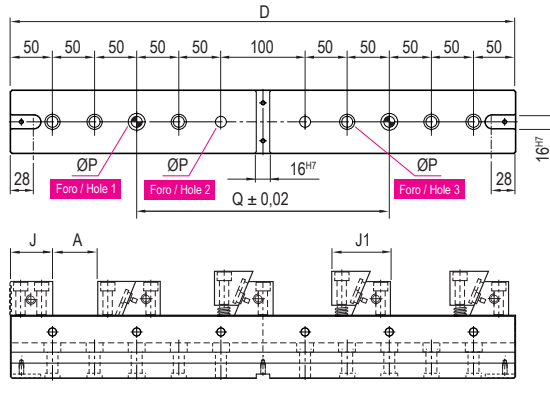 D
50 50 50 50 50 100 50 50 50 50 50
ØP ØP 16H7 ØP 16H7
Foro / Hole 1 Foro / Hole 2 Foro / Hole 3
28 28
Q ± 0,02
J A J1